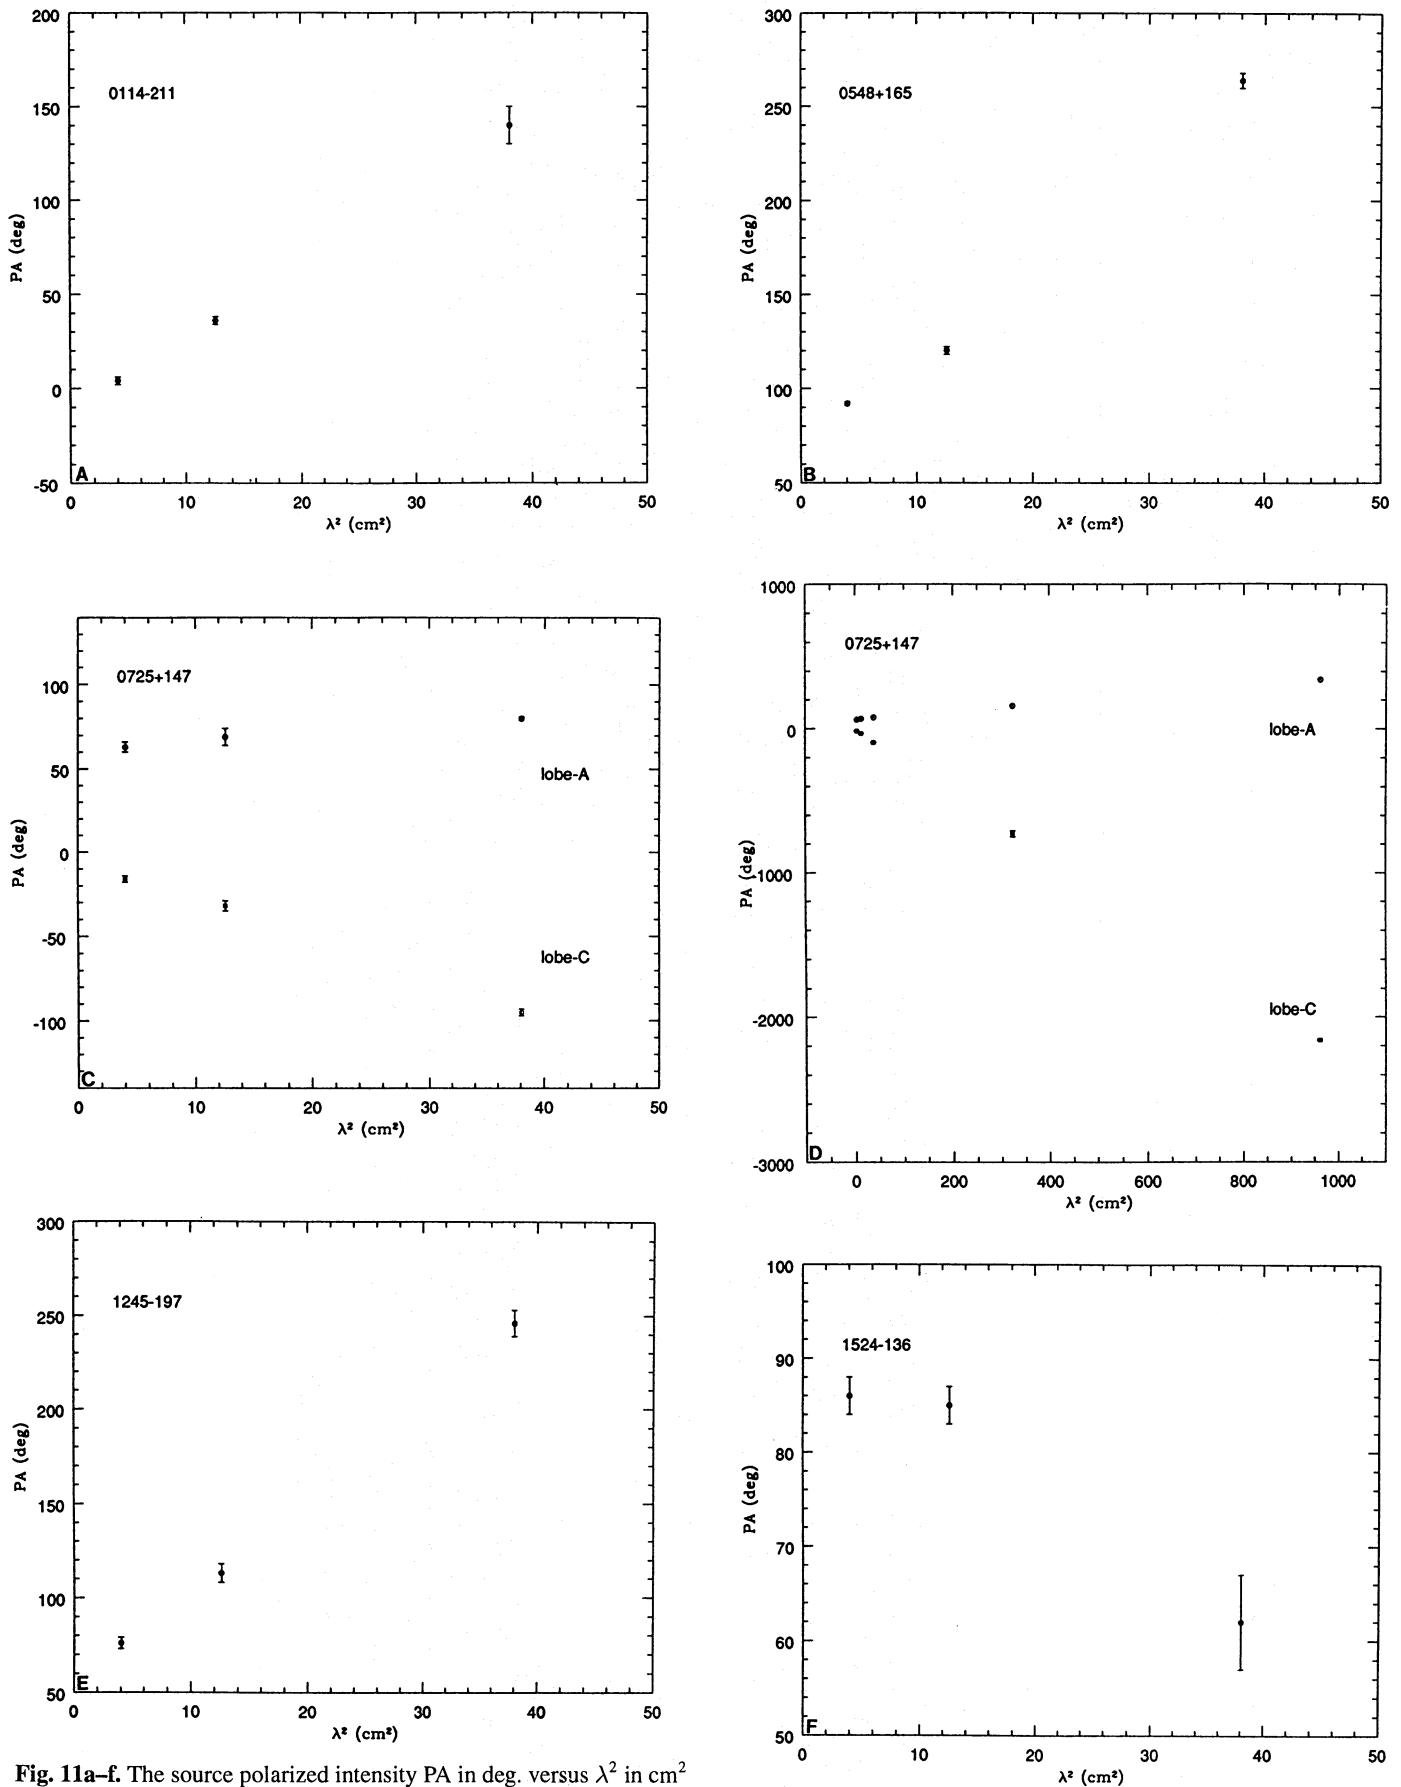 200
150
100
50
0
-50
PA (deg)
0114-211
A
0 10 20 30 40 50
λ² (cm²)
300
250
200
150
100
50
PA (deg)
0548+165
B
0 10 20 30 40 50
λ² (cm²)
100
50
0
-50
-100
PA (deg)
0725+147
lobe-A
lobe-C
C
0 10 20 30 40 50
λ² (cm²)
1000
0
-1000
-2000
-3000
PA (deg)
0725+147
lobe-A
lobe-C
D
0 200 400 600 800 1000
λ² (cm²)
300
250
200
150
100
50
PA (deg)
1245-197
E
0 10 20 30 40 50
λ² (cm²)
100
90
80
70
60
50
PA (deg)
1524-136
F
0 10 20 30 40 50
λ² (cm²)
Fig. 11a–f. The source polarized intensity PA in deg. versus λ² in cm²